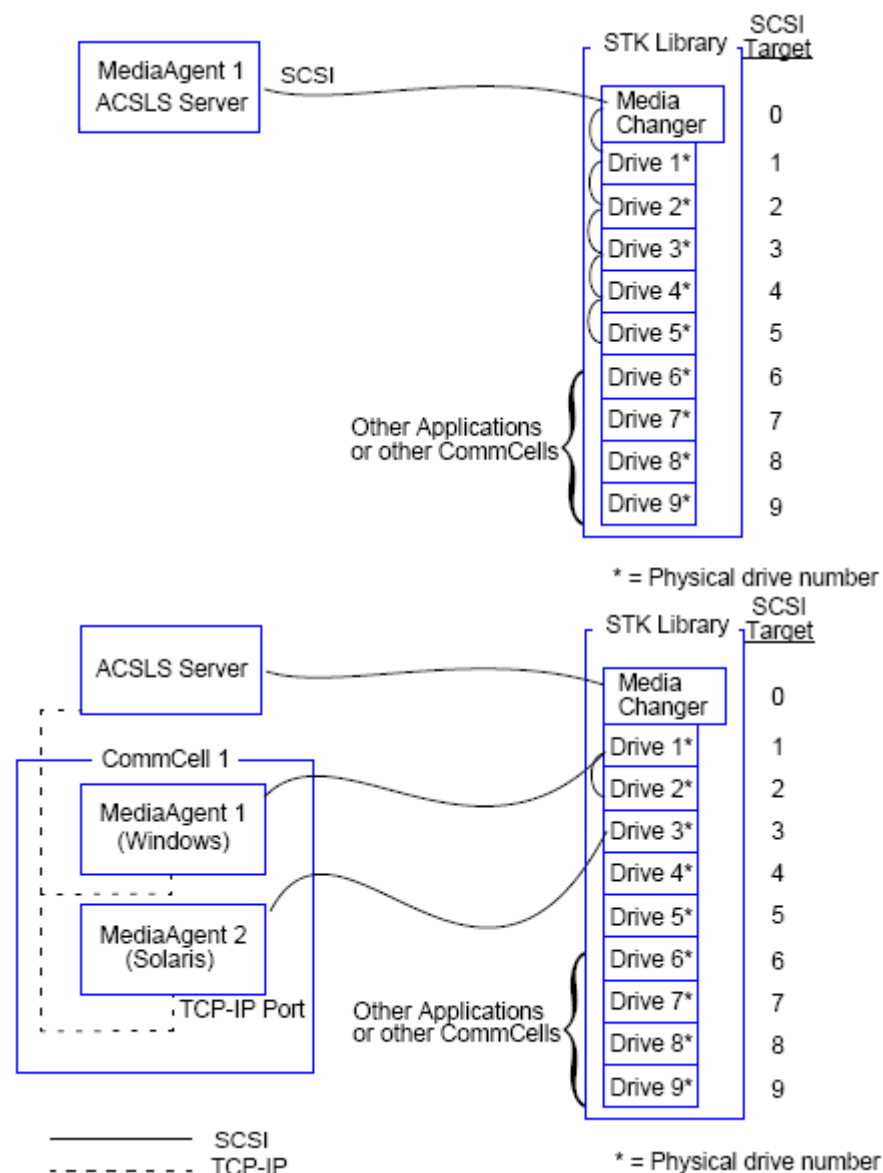 SCSI
STK Library Target
MediaAgent 1
ACSLS Server
SCSI
Media
Changer 0
Drive 1* 1
Drive 2* 2
Drive 3* 3
Drive 4* 4
Drive 5* 5
Drive 6* 6
Drive 7* 7
Drive 8* 8
Drive 9* 9
Other Applications
or other CommCells
* = Physical drive number
SCSI
STK Library Target
ACSLS Server
Media
Changer 0
CommCell 1
MediaAgent 1
(Windows)
MediaAgent 2
(Solaris)
TCP-IP Port
Drive 1* 1
Drive 2* 2
Drive 3* 3
Drive 4* 4
Drive 5* 5
Drive 6* 6
Drive 7* 7
Drive 8* 8
Drive 9* 9
Other Applications
or other CommCells
SCSI
TCP-IP
* = Physical drive number